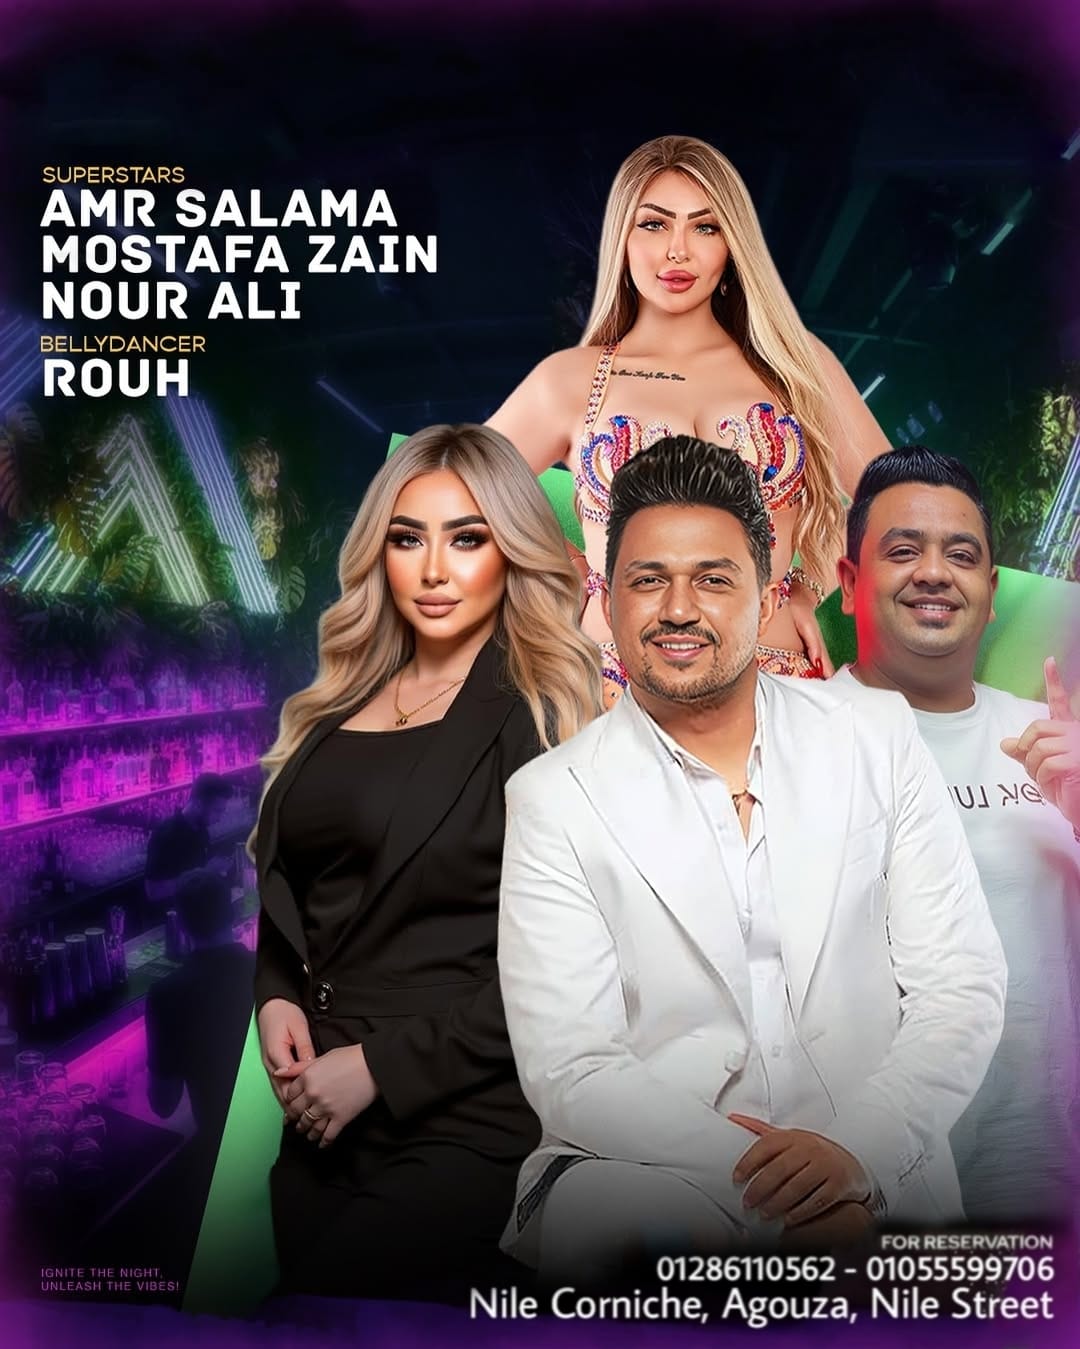 SUPERSTARS
AMR SALAMA
MOSTAFA ZAIN
NOUR ALI
BELLYDANCER
ROUH
IGNITE THE NIGHT,
UNLEASH THE VIBES!
FOR RESERVATION
01286110562 - 01055599706
Nile Corniche, Agouza, Nile Street